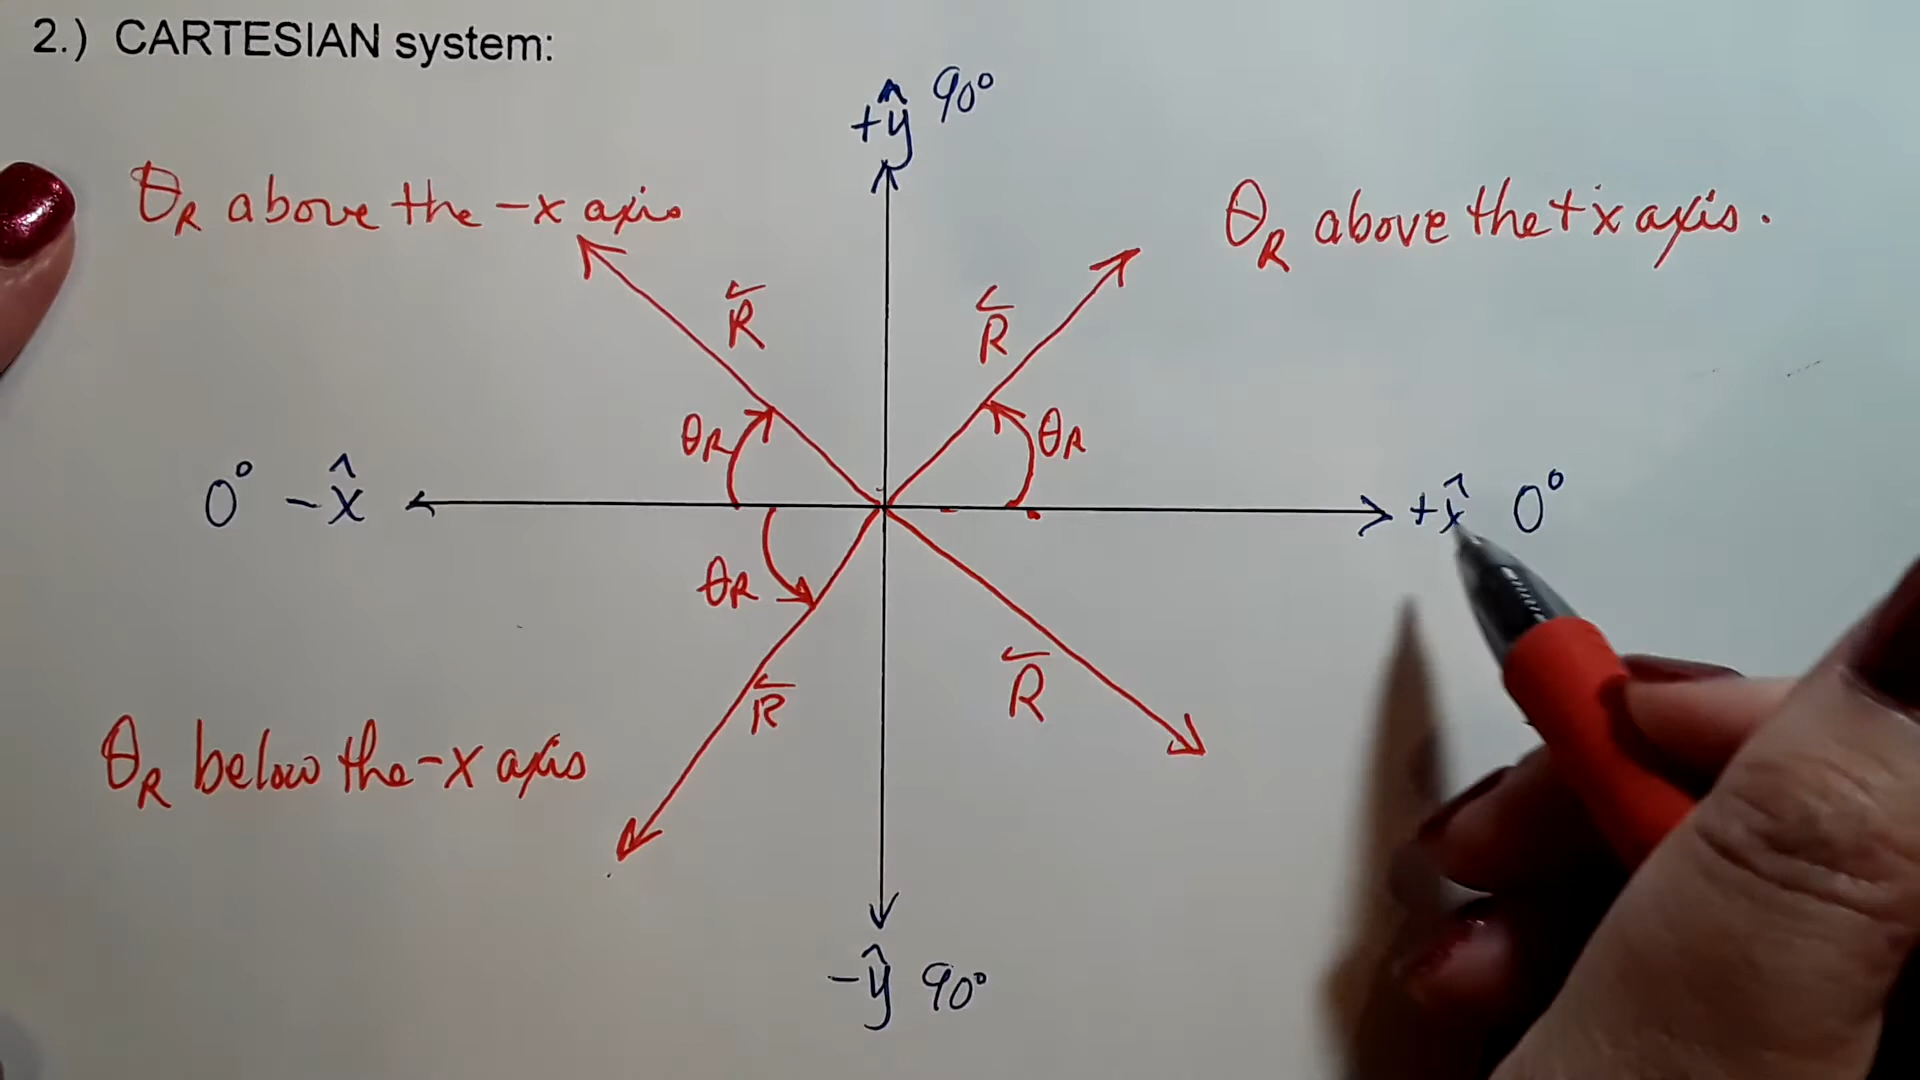 2.) CARTESIAN system:
+ŷ 90°
θR above the -x axis
θR above the +x axis.
R⃖
R⃖
θR
θR
0° -x̂
+x̂ 0°
θR
R⃖
R⃖
θR below the -x axis
-ŷ 90°